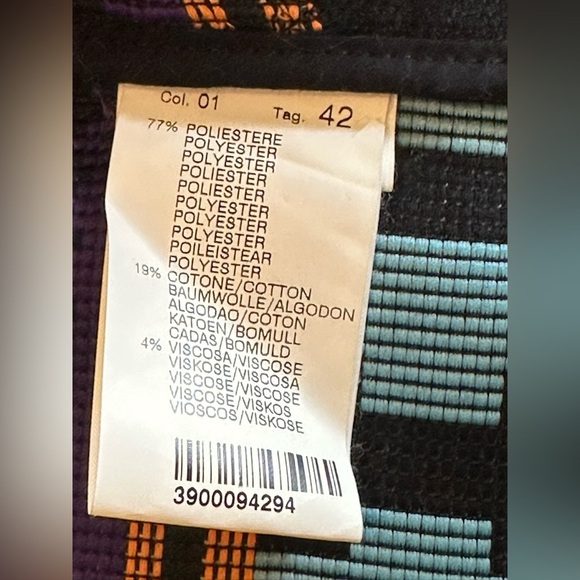 Col. 01 Tag. 42
77% POLIESTERE
POLYESTER
POLYESTER
POLIESTER
POLIESTER
POLYESTER
POLYESTER
POLYESTER
POILEISTEAR
POLYESTER
19% COTONE/COTTON
BAUMWOLLE/ALGODON
ALGODAO/COTON
KATOEN/BOMULL
CADAS/BOMULD
4% VISCOSA/VISCOSE
VISKOSE/VISCOSA
VISCOSE/VISCOSE
VISCOSE/VISKOS
VIOSCOS/VISKOSE
3900094294